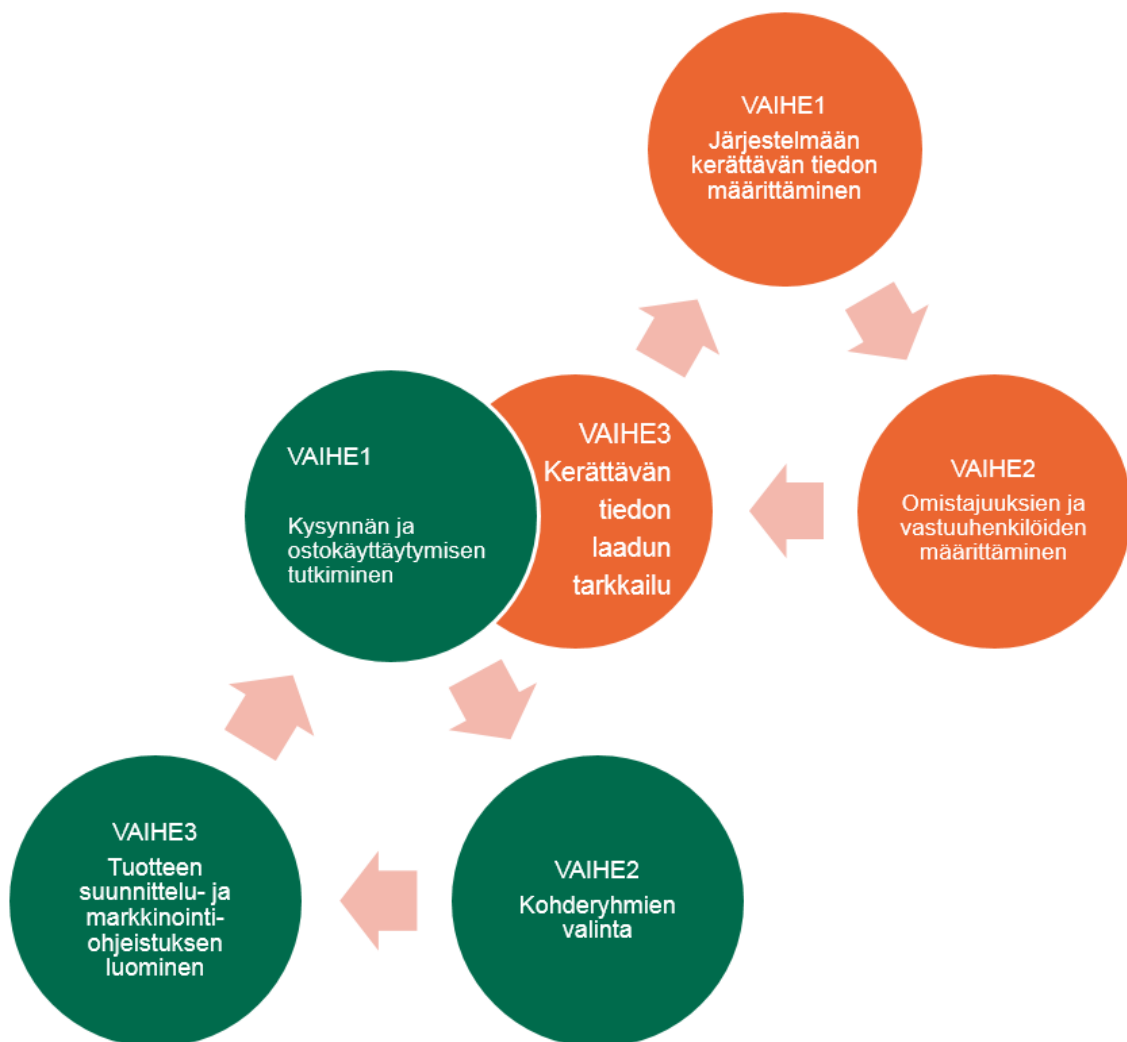 VAIHE1
Järjestelmään
kerättävän tiedon
määrittäminen
VAIHE2
Omistajuuksien ja
vastuuhenkilöiden
määrittäminen
VAIHE3
Kerättävän
tiedon
laadun
tarkkailu
VAIHE1
Kysynnän ja
ostokäyttäytymisen
tutkiminen
VAIHE2
Kohderyhmien
valinta
VAIHE3
Tuotteen
suunnittelu- ja
markkinointi-
ohjeistuksen
luominen